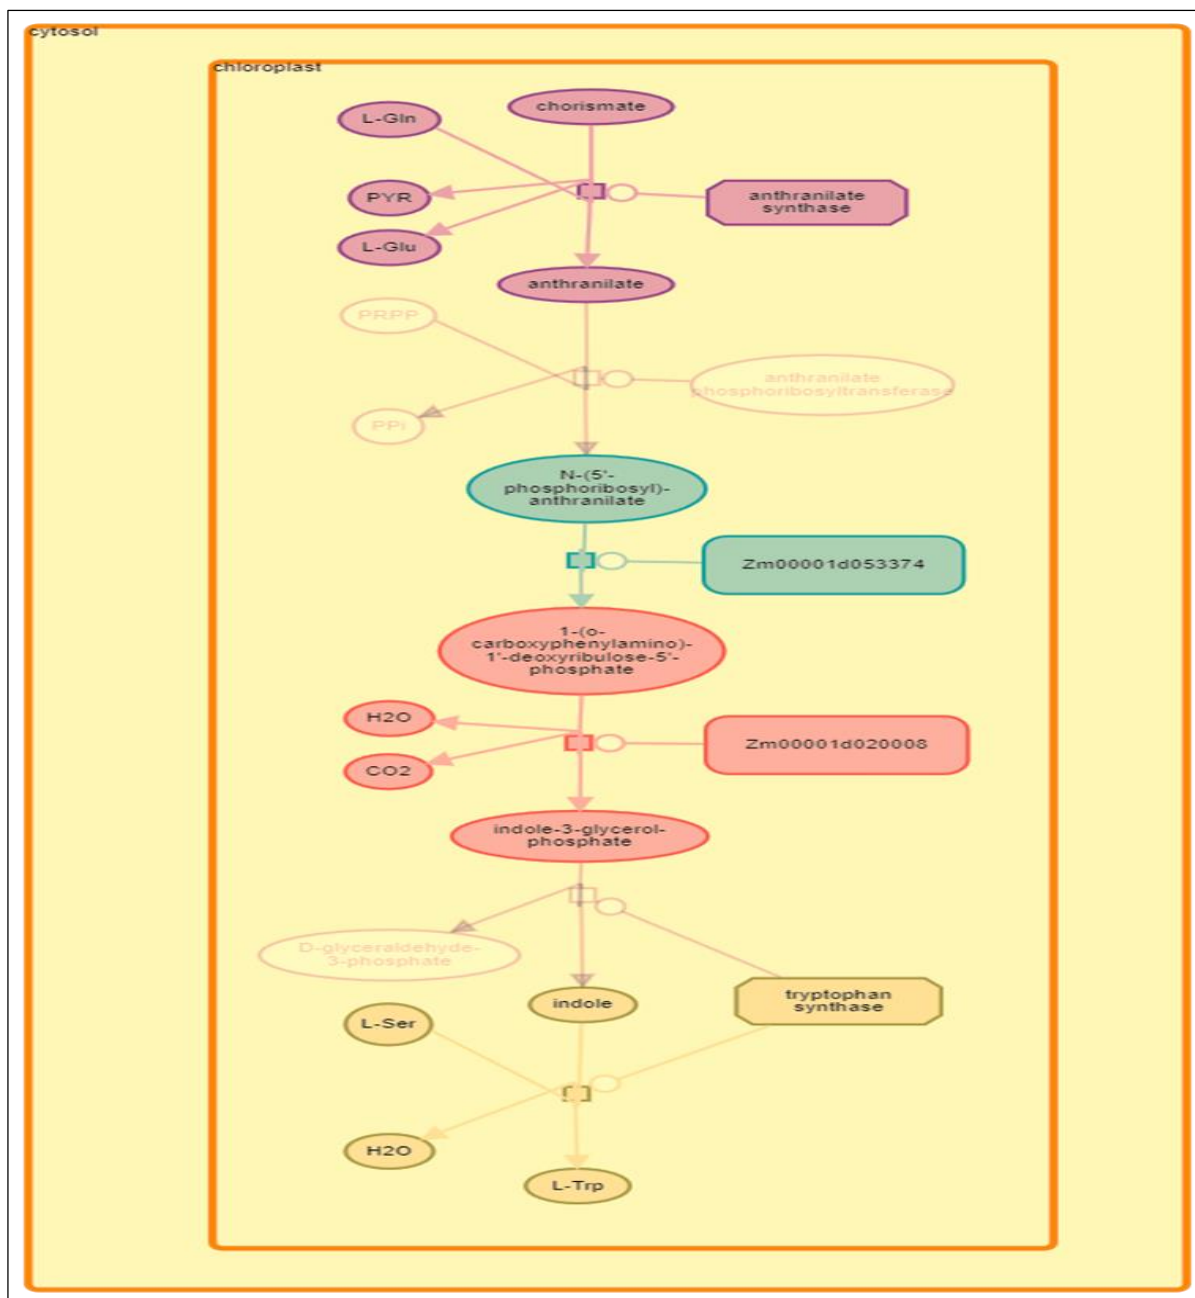 cytosol
chloroplast
chorismate
L-Gln
PYR
anthranilate
synthase
L-Glu
anthranilate
PRPP
anthranilate
phosphoribosyltransferase
PPi
N-(5'-
phosphoribosyl)-
anthranilate
Zm00001d053374
1-(o-
carboxyphenylamino)-
1'-deoxyribulose-5'-
phosphate
H2O
Zm00001d020008
CO2
indole-3-glycerol-
phosphate
D-glyceraldehyde-
3-phosphate
indole
tryptophan
synthase
L-Ser
H2O
L-Trp